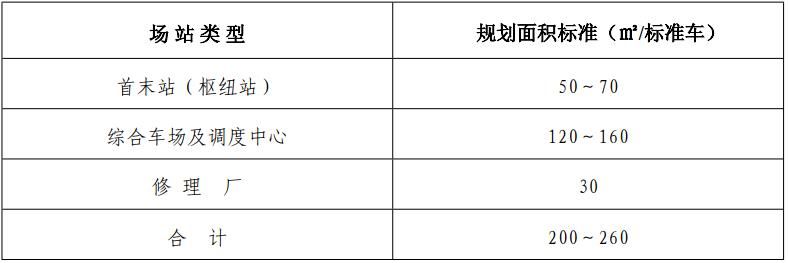 场站类型 规划面积标准（㎡/标准车）
首末站（枢纽站） 50～70
综合车场及调度中心 120～160
修 理 厂 30
合 计 200～260